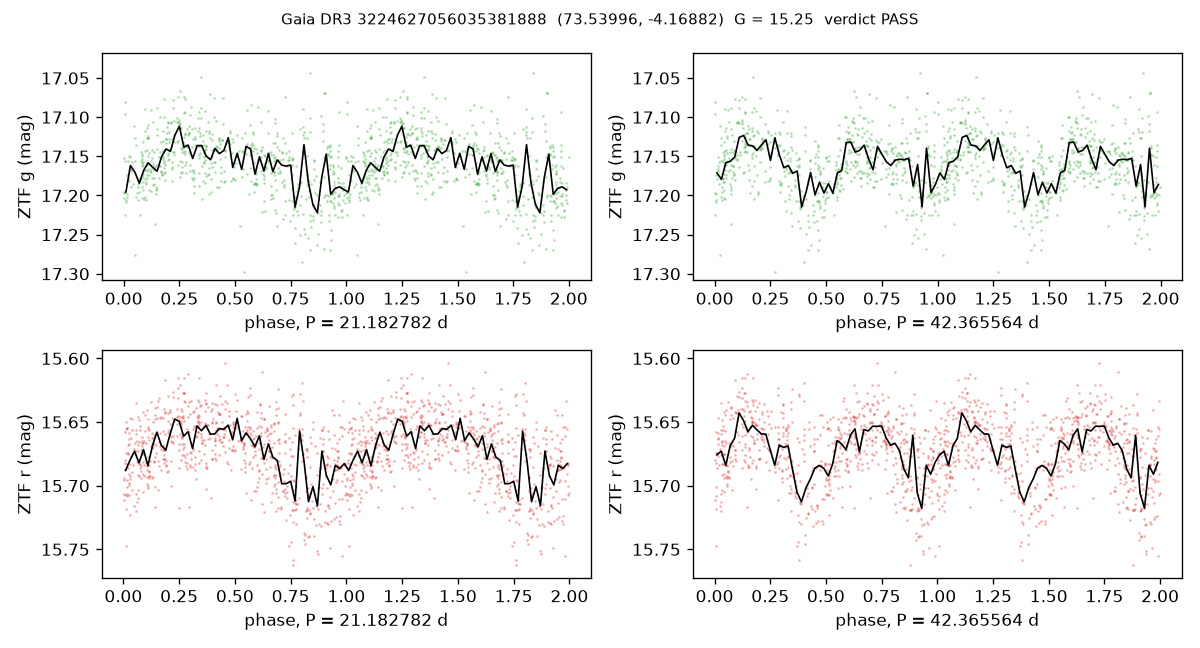 Gaia DR3 3224627056035381888 (73.53996, -4.16882) G = 15.25 verdict PASS
ZTF g (mag)
17.05
17.10
17.15
17.20
17.25
17.30
0.00 0.25 0.50 0.75 1.00 1.25 1.50 1.75 2.00
phase, P = 21.182782 d
ZTF g (mag)
17.05
17.10
17.15
17.20
17.25
17.30
0.00 0.25 0.50 0.75 1.00 1.25 1.50 1.75 2.00
phase, P = 42.365564 d
ZTF r (mag)
15.60
15.65
15.70
15.75
0.00 0.25 0.50 0.75 1.00 1.25 1.50 1.75 2.00
phase, P = 21.182782 d
ZTF r (mag)
15.60
15.65
15.70
15.75
0.00 0.25 0.50 0.75 1.00 1.25 1.50 1.75 2.00
phase, P = 42.365564 d